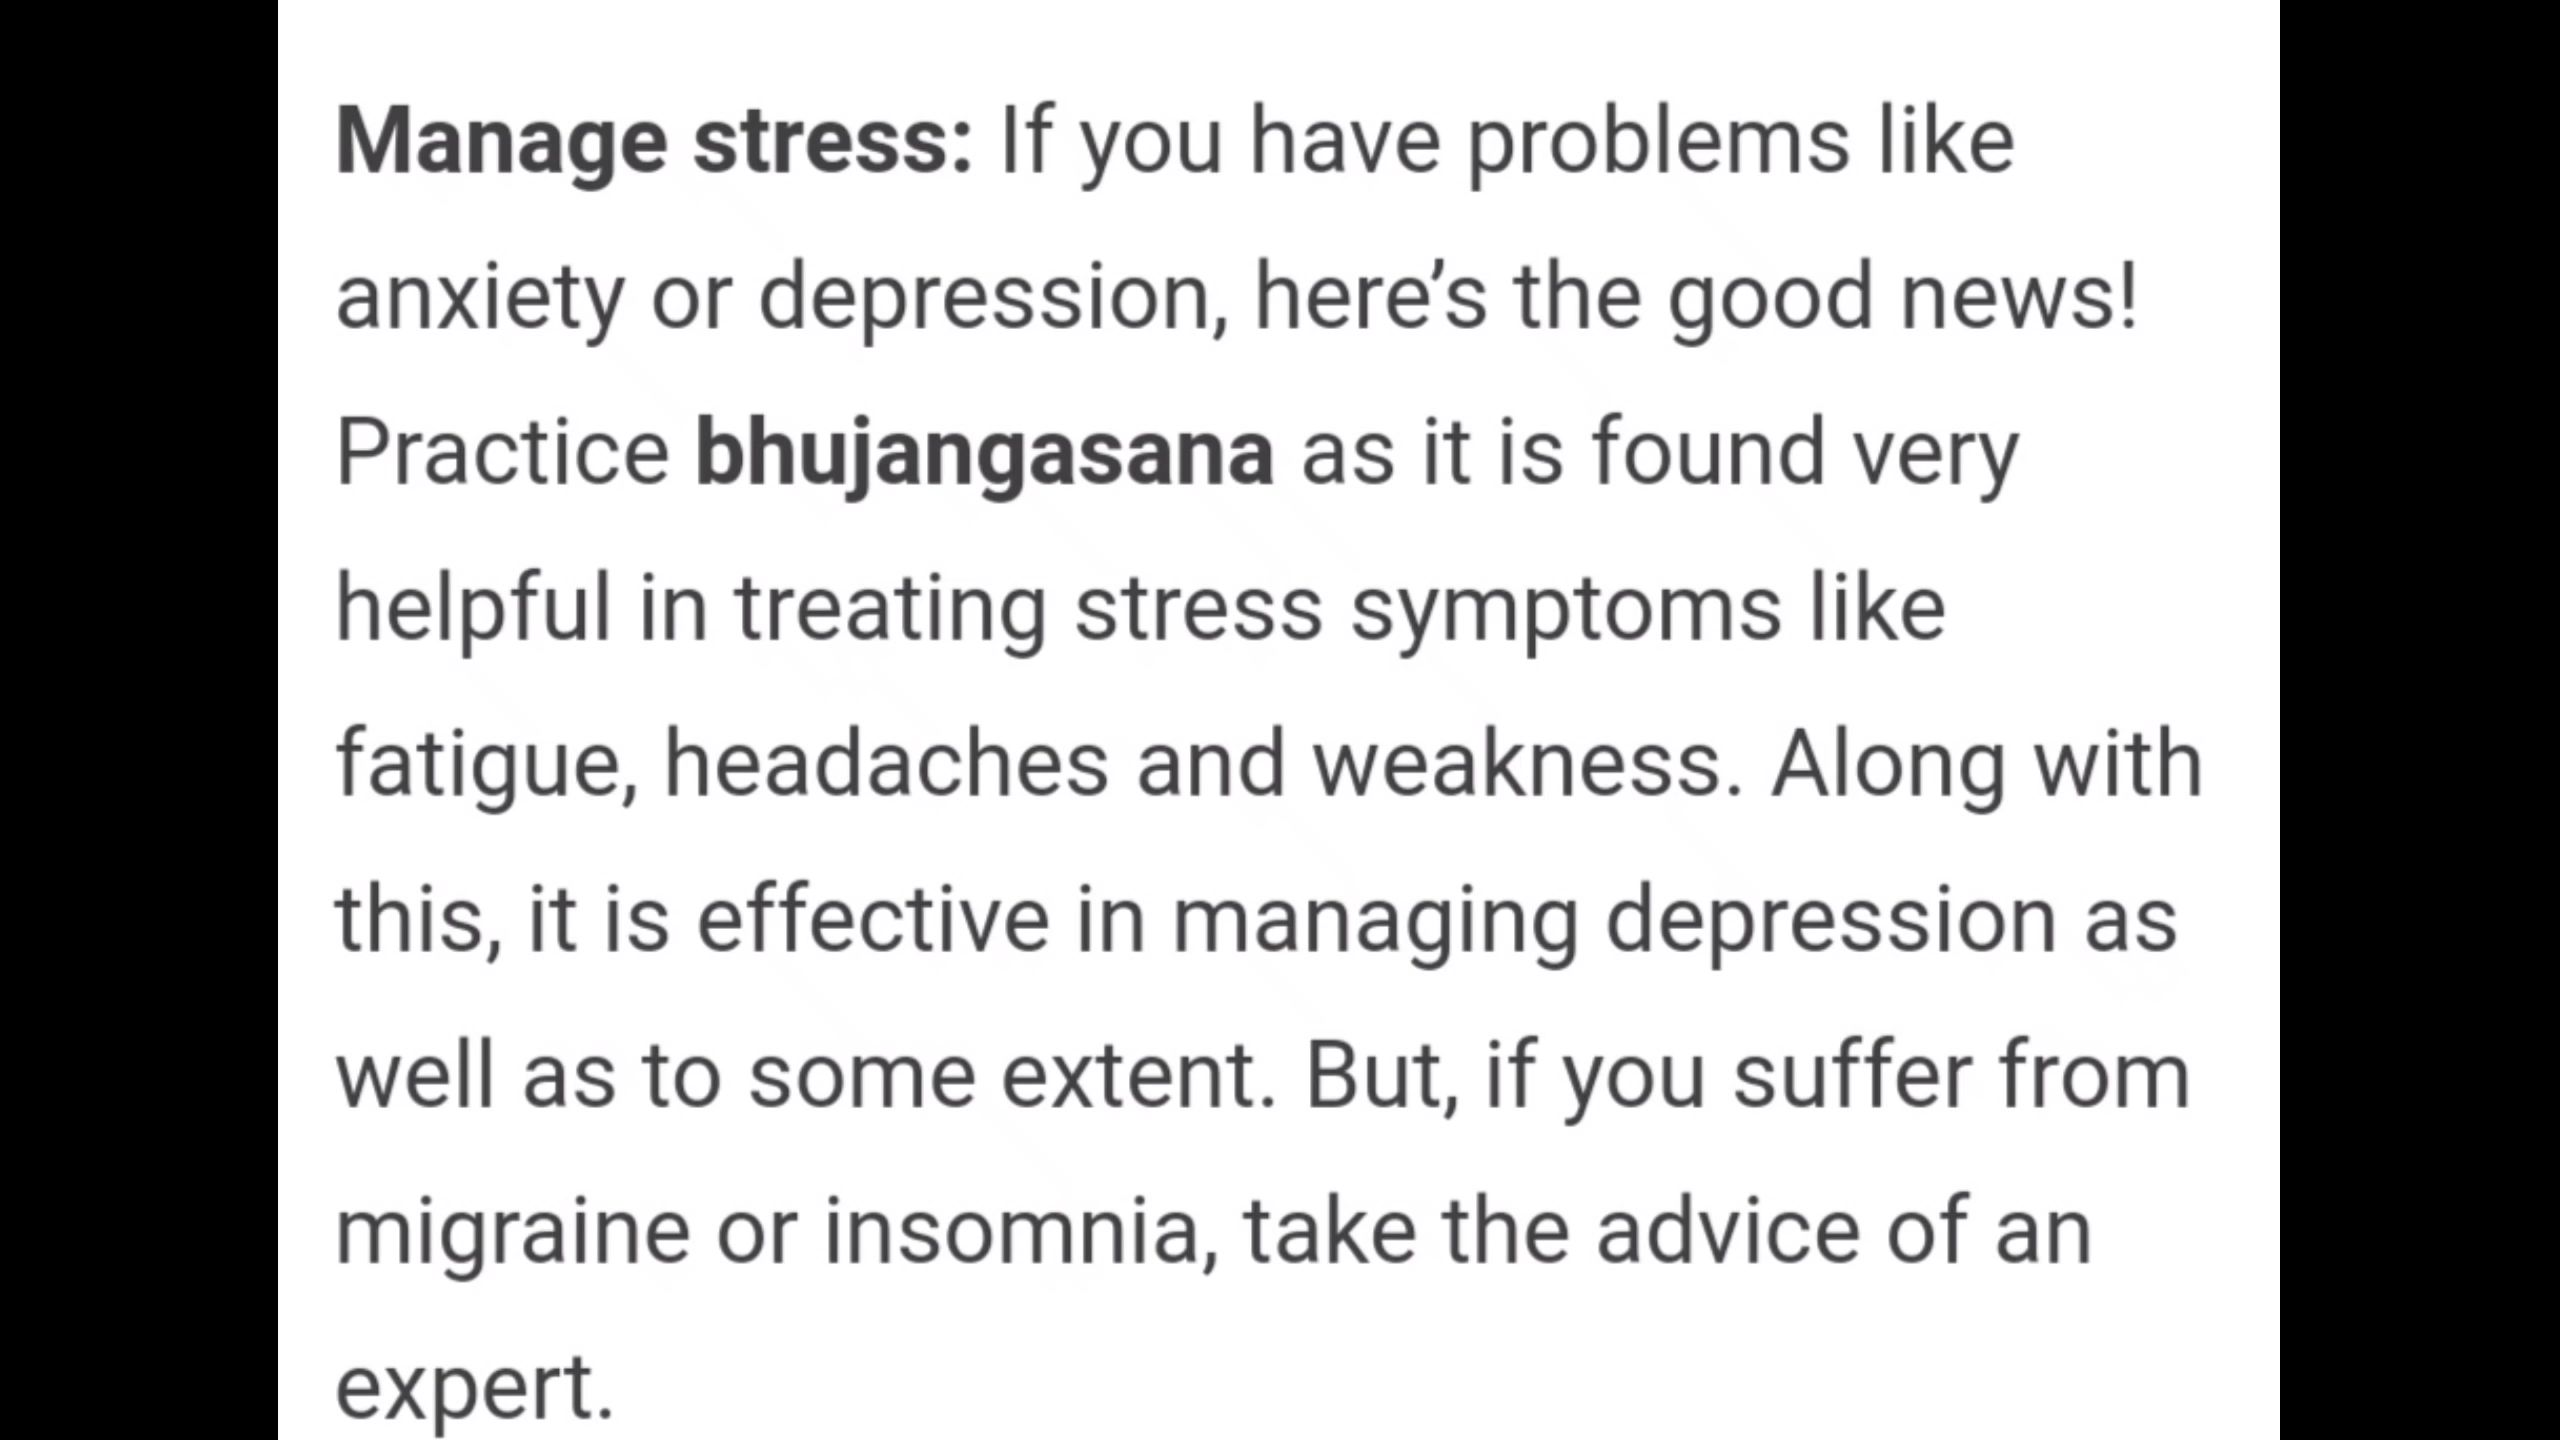 Manage stress: If you have problems like
anxiety or depression, here’s the good news!
Practice bhujangasana as it is found very
helpful in treating stress symptoms like
fatigue, headaches and weakness. Along with
this, it is effective in managing depression as
well as to some extent. But, if you suffer from
migraine or insomnia, take the advice of an
expert.